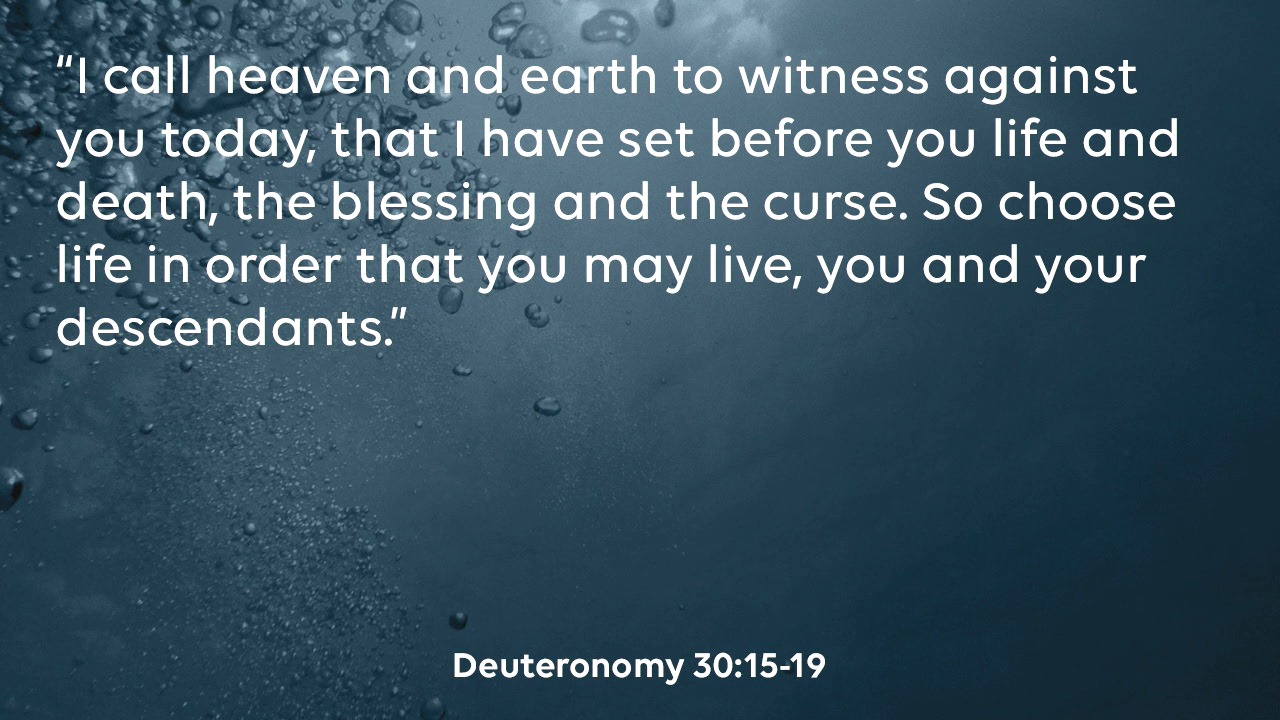 “I call heaven and earth to witness against
you today, that I have set before you life and
death, the blessing and the curse. So choose
life in order that you may live, you and your
descendants.”
Deuteronomy 30:15-19